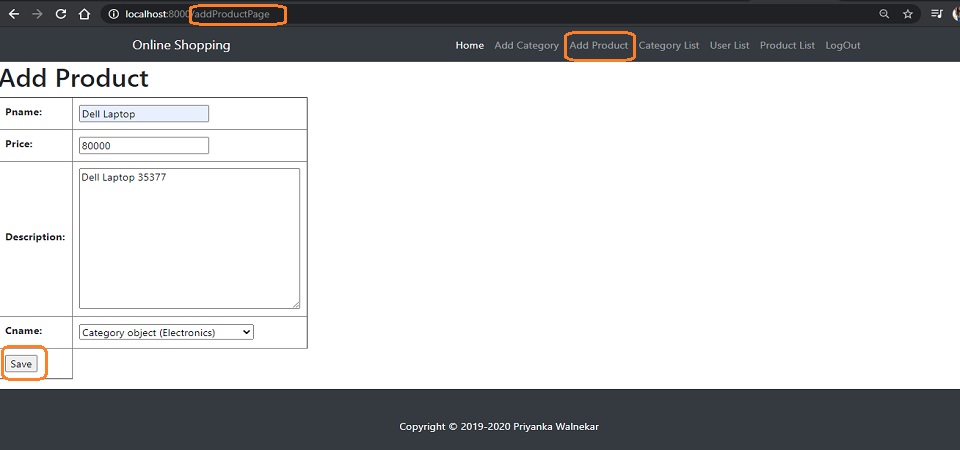 localhost:8000/addProductPage
Online Shopping
Home Add Category Add Product Category List User List Product List LogOut
Add Product
Pname: Dell Laptop
Price: 80000
Dell Laptop 35377
Description:
Cname: Category object (Electronics)
Save
Copyright © 2019-2020 Priyanka Walnekar